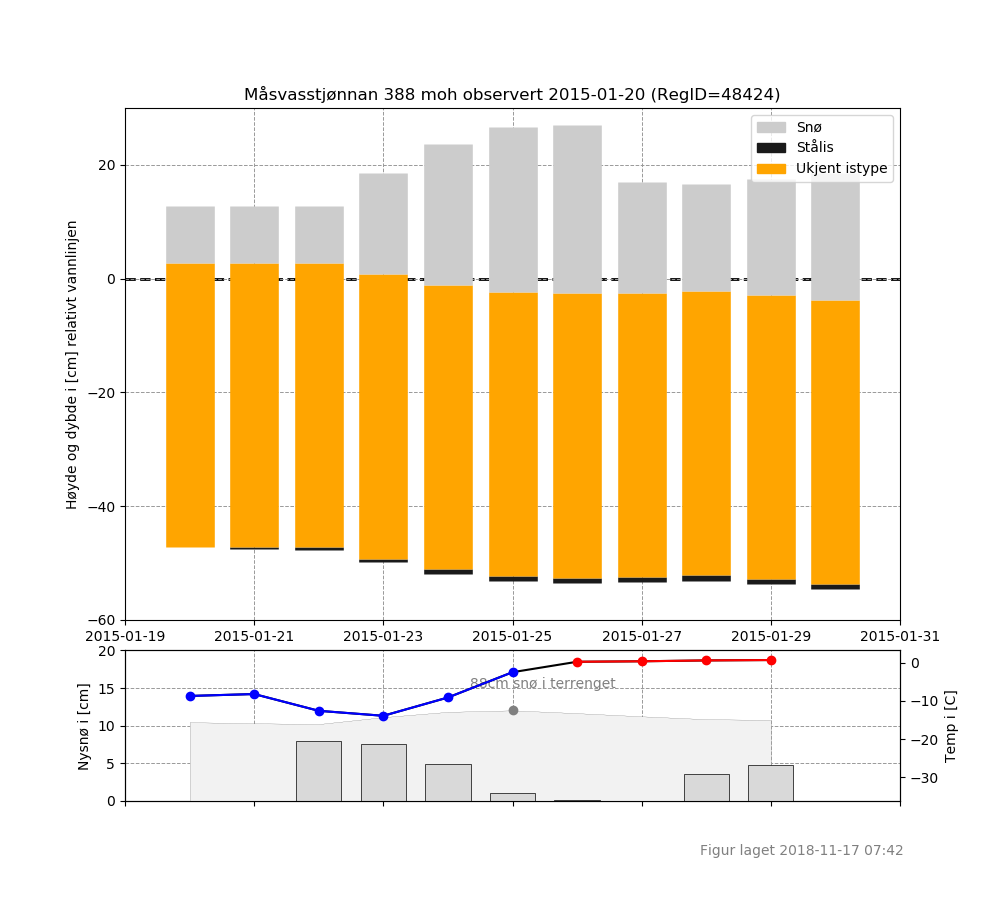 Måsvasstjønnan 388 moh observert 2015-01-20 (RegID=48424)
Snø
Stålis
Ukjent istype
Høyde og dybde i [cm] relativt vannlinjen
20
0
−20
−40
−60
2015-01-19 2015-01-21 2015-01-23 2015-01-25 2015-01-27 2015-01-29 2015-01-31
Nysnø i [cm]
20
15
10
5
0
88cm snø i terrenget
0
−10
−20
−30
Temp i [C]
Figur laget 2018-11-17 07:42